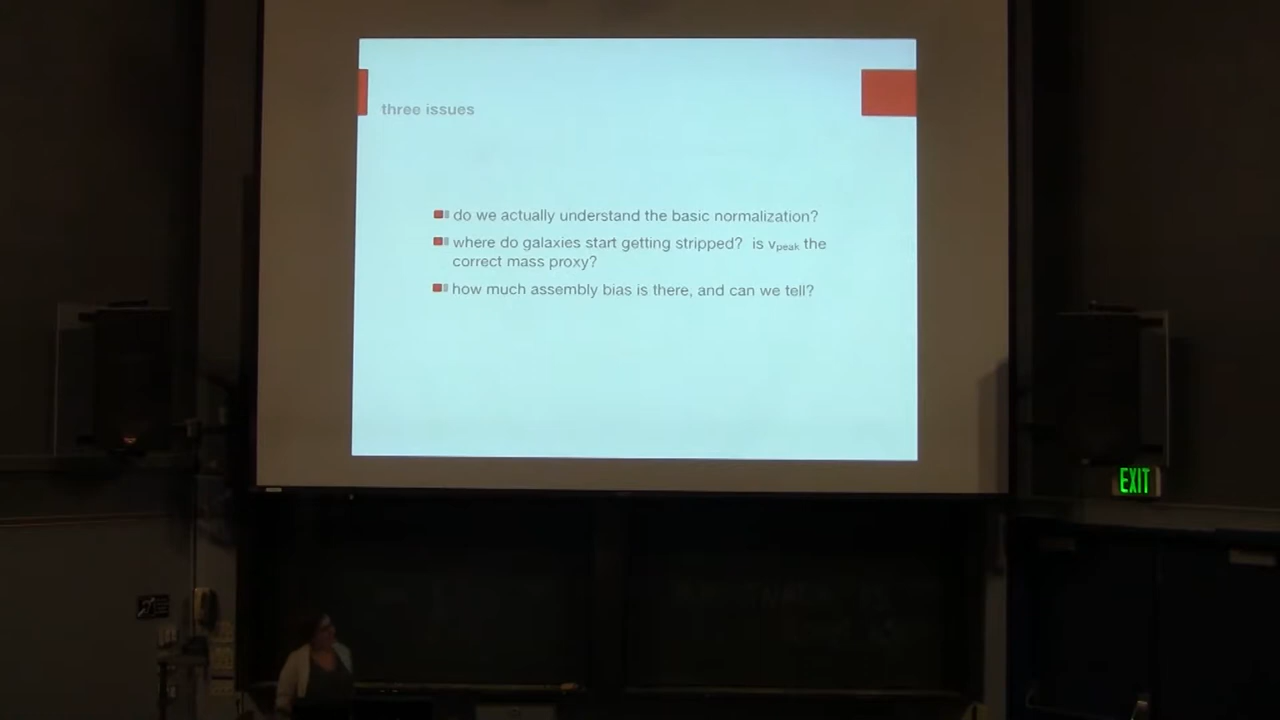 three issues
do we actually understand the basic normalization?
where do galaxies start getting stripped? is vpeak the
correct mass proxy?
how much assembly bias is there, and can we tell?
EXIT